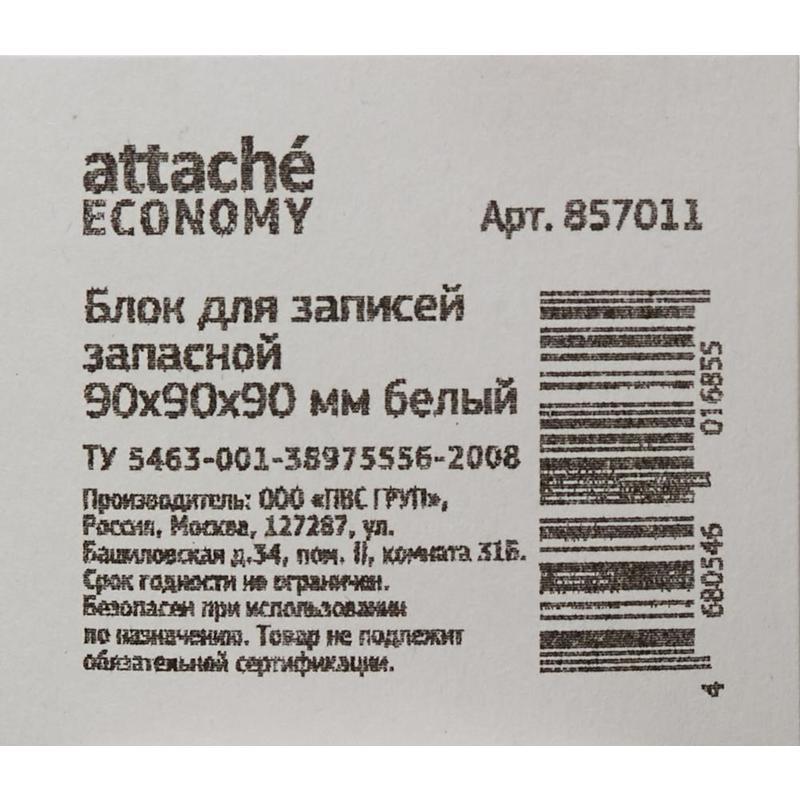 attaché
ECONOMY
Арт. 857011
Блок для записей
запасной
90х90х90 мм белый
ТУ 5463-001-38975556-2008
Производитель: ООО «ПВС ГРУП»,
Россия, Москва, 127287, ул.
Башиловская д.34, пом. II, комната 31Б.
Срок годности не ограничен.
Безопасен при использовании
по назначению. Товар не подлежит
обязательной сертификации.
4 680546 016855